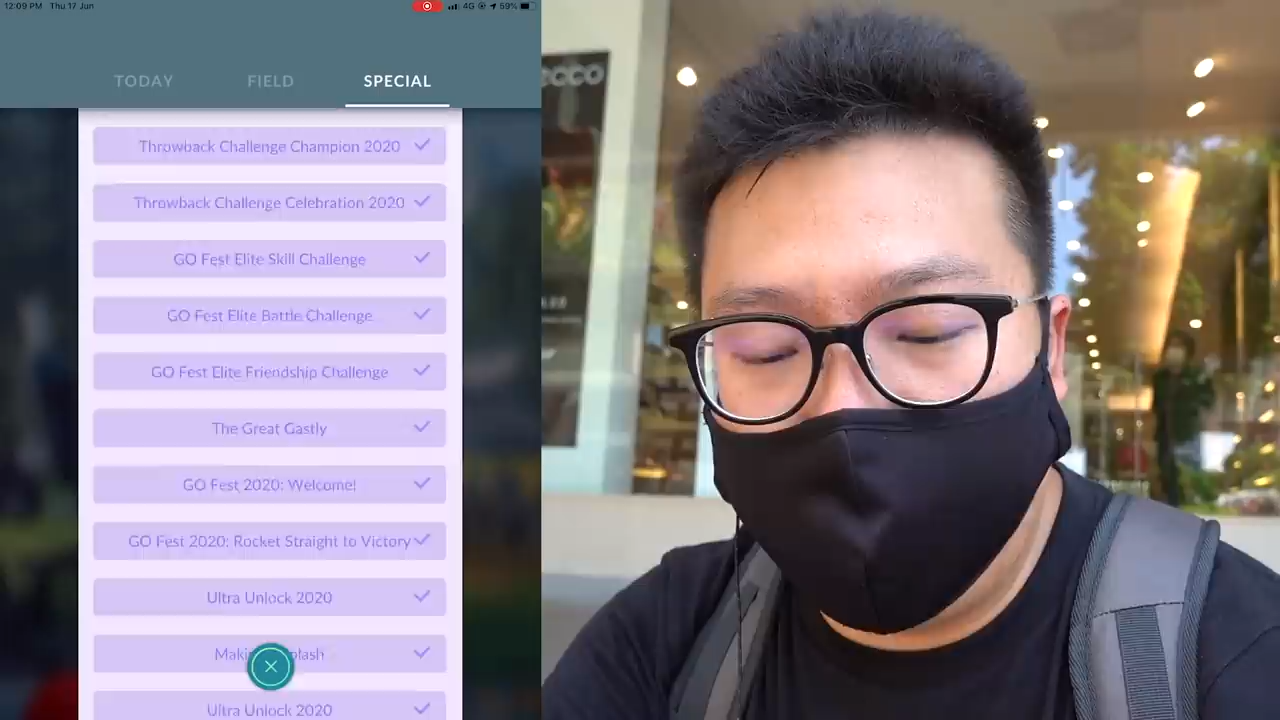 12:09 PM Thu 17 Jun
4G 59%
TODAY FIELD SPECIAL
Throwback Challenge Champion 2020
Throwback Challenge Celebration 2020
GO Fest Elite Skill Challenge
GO Fest Elite Battle Challenge
GO Fest Elite Friendship Challenge
The Great Gastly
GO Fest 2020: Welcome!
GO Fest 2020: Rocket Straight to Victory
Ultra Unlock 2020
Ultra Unlock 2020
ecco